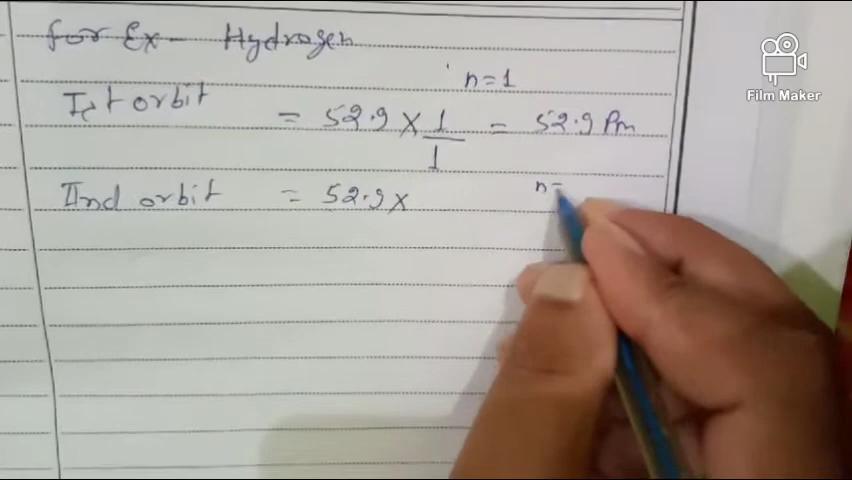 for Ex - Hydrogen
n=1
Ist orbit = 52.9 × 1/1 = 52.9 Pm
IInd orbit = 52.9 ×
n=
Film Maker